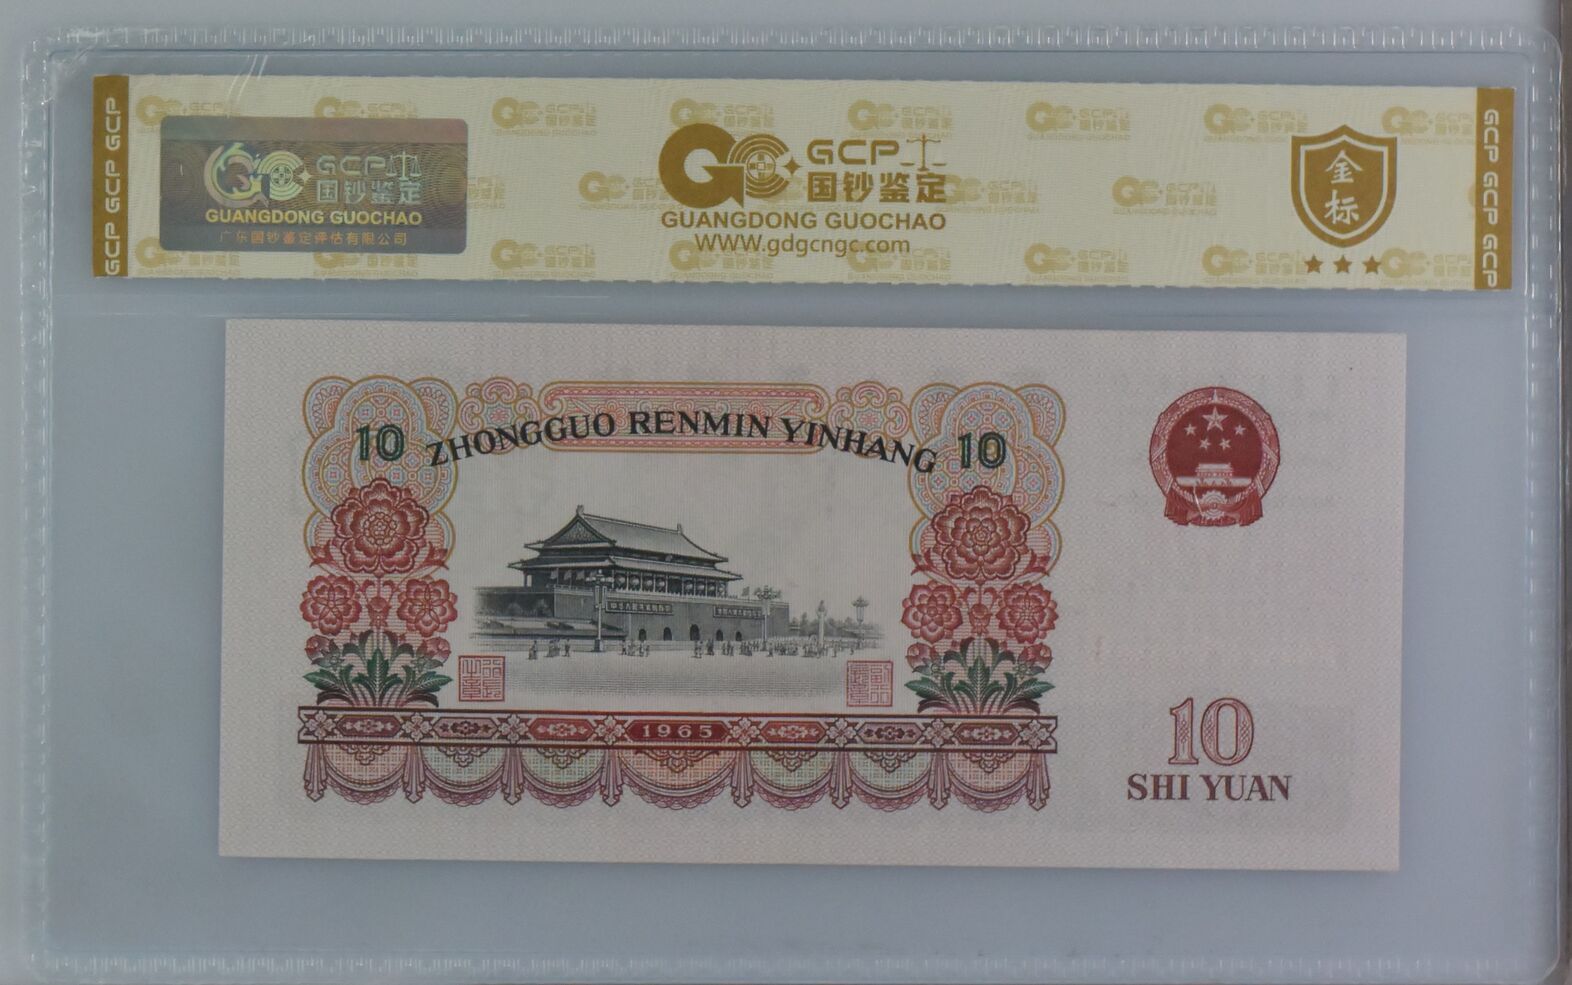 GCP GCP GCP
GCP
国钞鉴定
GUANGDONG GUOCHAO
广东国钞鉴定评估有限公司
GCP
国钞鉴定
GUANGDONG GUOCHAO
WWW.gdgcngc.com
金标
GCP GCP GCP
10 ZHONGGUO RENMIN YINHANG 10
1965
10
SHI YUAN